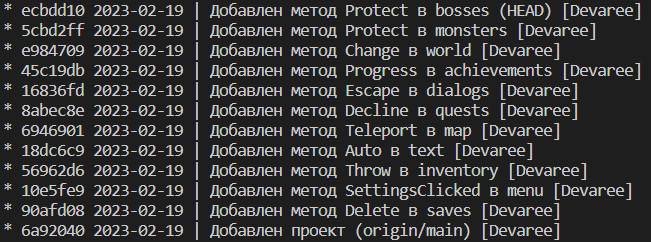 * ecbdd10 2023-02-19 | Добавлен метод Protect в bosses (HEAD) [Devaree]
* 5cbd2ff 2023-02-19 | Добавлен метод Protect в monsters [Devaree]
* e984709 2023-02-19 | Добавлен метод Change в world [Devaree]
* 45c19db 2023-02-19 | Добавлен метод Progress в achievements [Devaree]
* 16836fd 2023-02-19 | Добавлен метод Escape в dialogs [Devaree]
* 8abec8e 2023-02-19 | Добавлен метод Decline в quests [Devaree]
* 6946901 2023-02-19 | Добавлен метод Teleport в map [Devaree]
* 18dc6c9 2023-02-19 | Добавлен метод Auto в text [Devaree]
* 56962d6 2023-02-19 | Добавлен метод Throw в inventory [Devaree]
* 10e5fe9 2023-02-19 | Добавлен метод SettingsClicked в menu [Devaree]
* 90afd08 2023-02-19 | Добавлен метод Delete в saves [Devaree]
* 6a92040 2023-02-19 | Добавлен проект (origin/main) [Devaree]